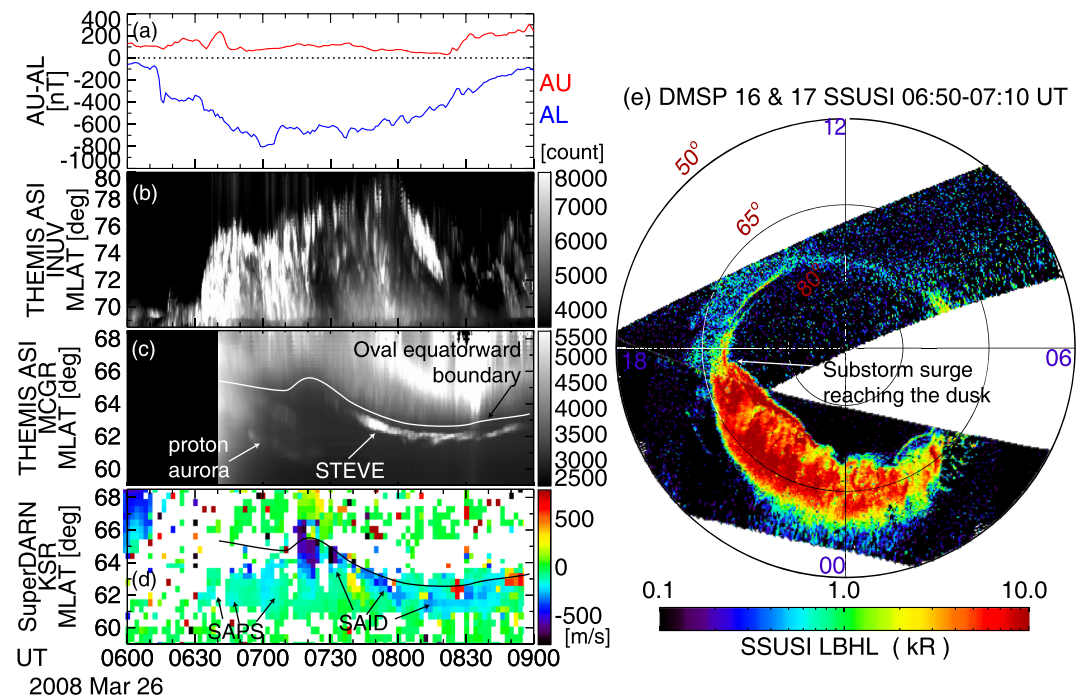 (a)
400
200
0
-200
-400
-600
-800
-1000
AU-AL
[nT]
AU
AL
[count]
(b)
80
78
76
74
72
70
THEMIS ASI
INUV
MLAT [deg]
8000
7000
6000
5000
4000
(c)
68
66
64
62
60
THEMIS ASI
MCGR
MLAT [deg]
Oval equatorward
boundary
proton
aurora
STEVE
5500
5000
4500
4000
3500
3000
2500
(d)
68
66
64
62
60
SuperDARN
KSR
MLAT [deg]
SAPS
SAID
500
0
-500
[m/s]
UT
0600 0630 0700 0730 0800 0830 0900
2008 Mar 26
(e) DMSP 16 & 17 SSUSI 06:50-07:10 UT
12
50°
65°
80
18
06
Substorm surge
reaching the dusk
00
0.1 1.0 10.0
SSUSI LBHL ( kR )